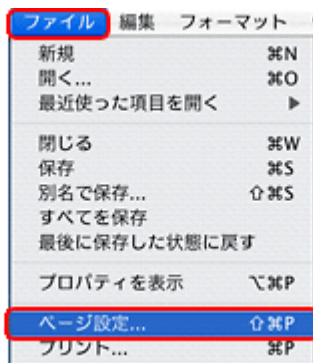 ファイル 編集 フォーマット
新規 ⌘N
開く... ⌘O
最近使った項目を開く ▶
閉じる ⌘W
保存 ⌘S
別名で保存... ⇧⌘S
すべてを保存
最後に保存した状態に戻す
プロパティを表示 ⌥⌘P
ページ設定... ⇧⌘P
プリント... ⌘P